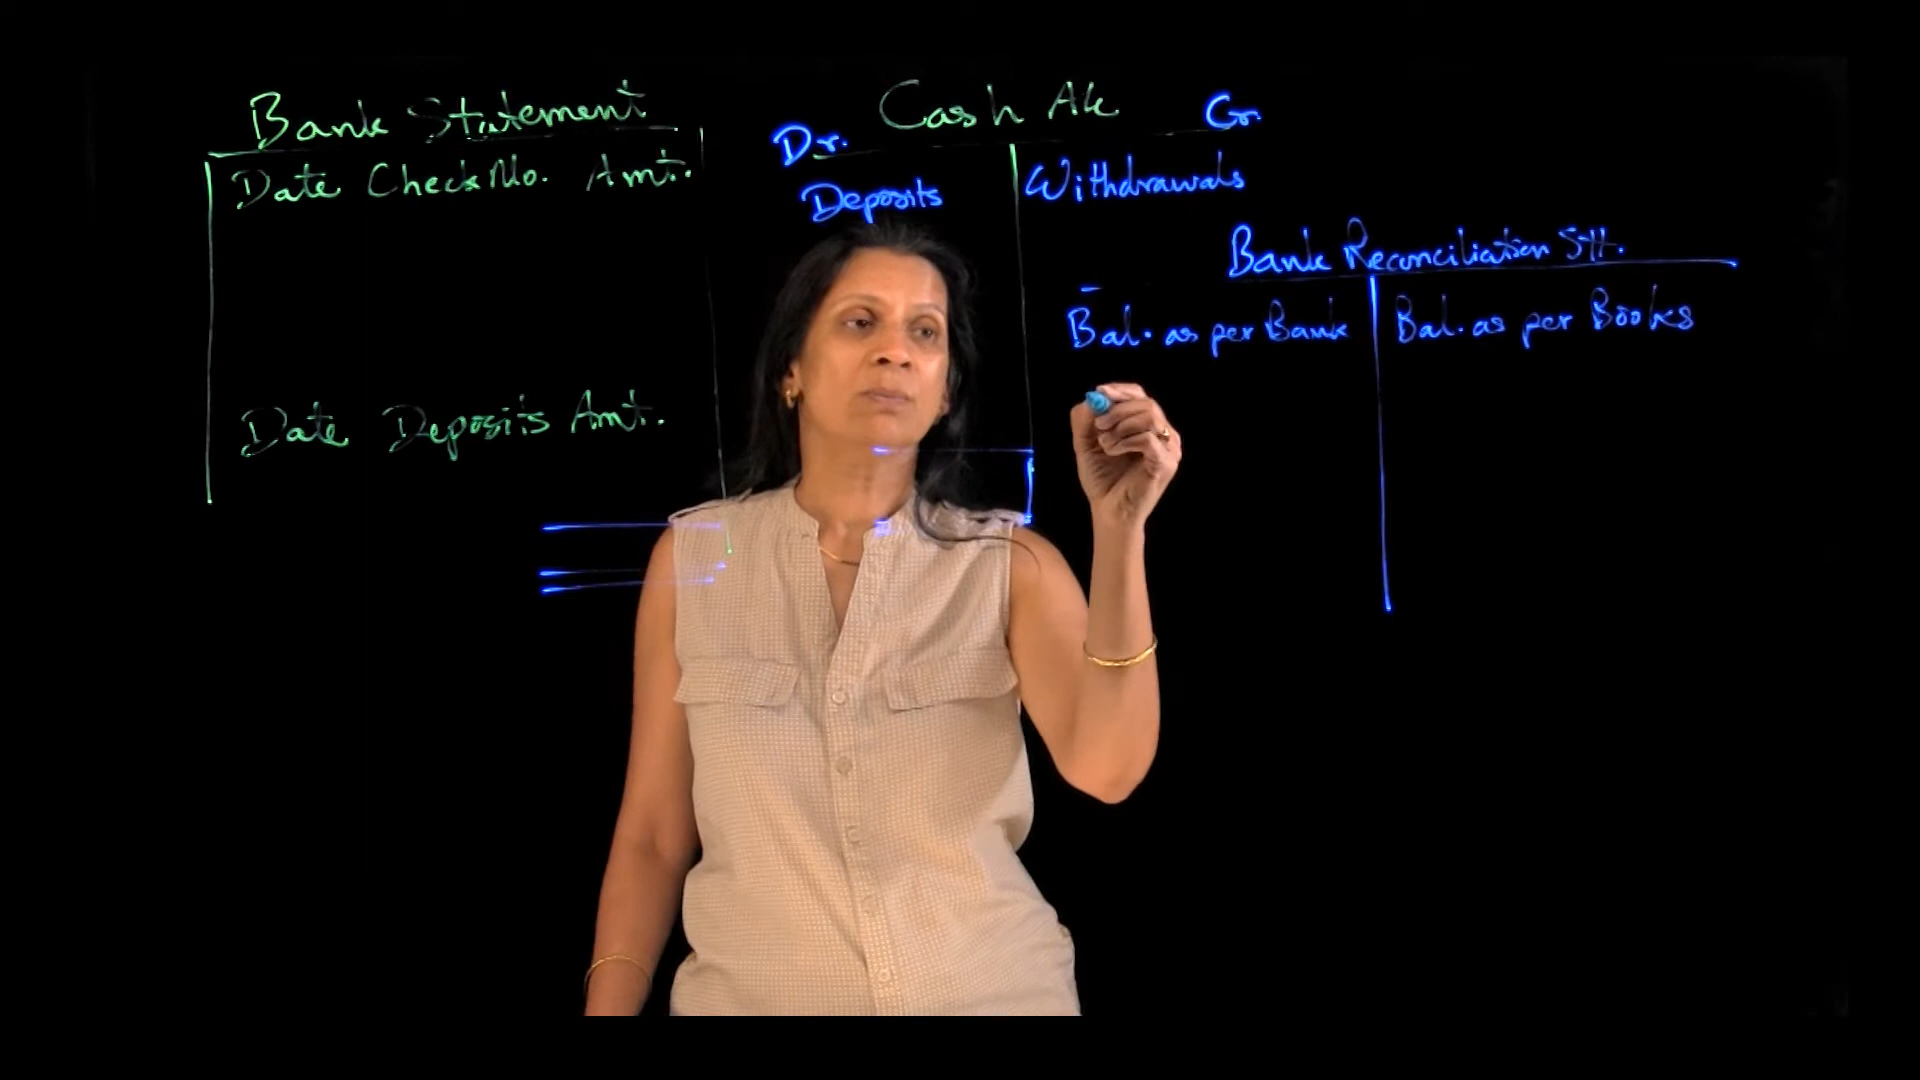 Bank Statement
Date Check No. Amt.
Date Deposits Amt.
Cash A/c
Dr.
Cr.
Deposits
Withdrawals
Bank Reconciliation Stt.
Bal. as per Bank
Bal. as per Books